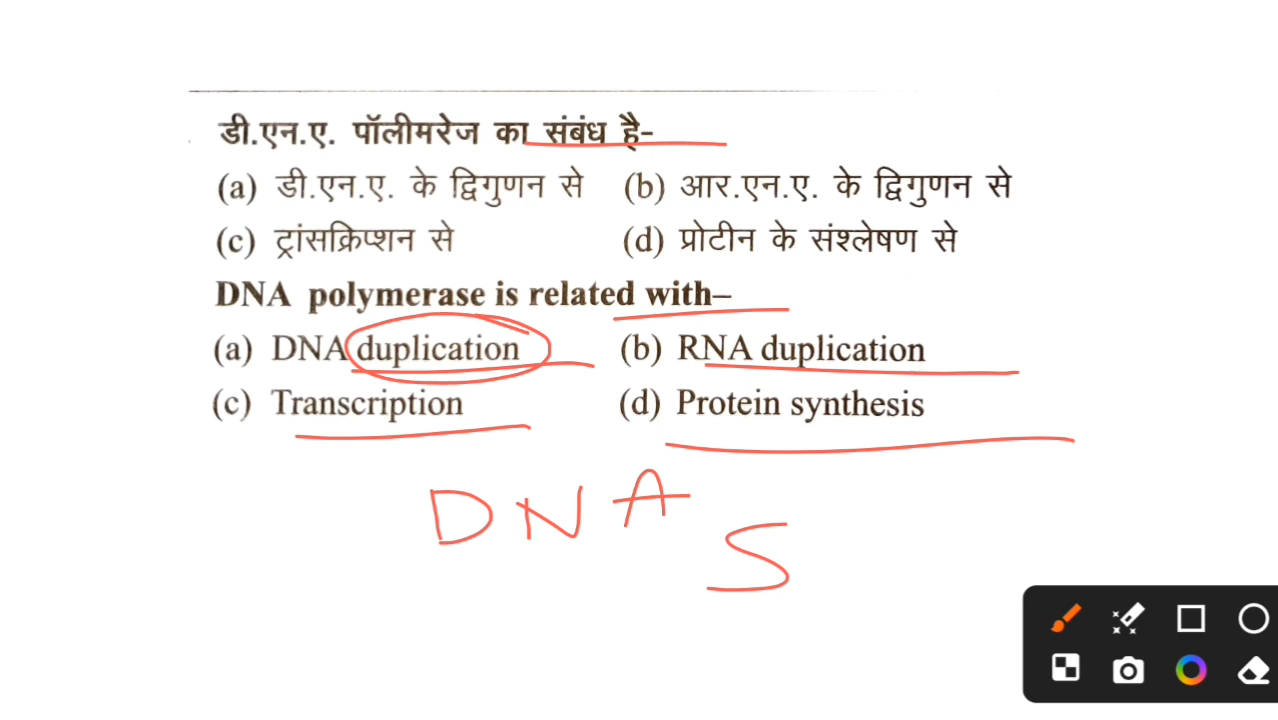 डी.एन.ए. पॉलीमरेज का संबंध है-
(a) डी.एन.ए. के द्विगुणन से (b) आर.एन.ए. के द्विगुणन से
(c) ट्रांसक्रिप्शन से (d) प्रोटीन के संश्लेषण से
DNA polymerase is related with–
(a) DNA duplication (b) RNA duplication
(c) Transcription (d) Protein synthesis
DNA
S